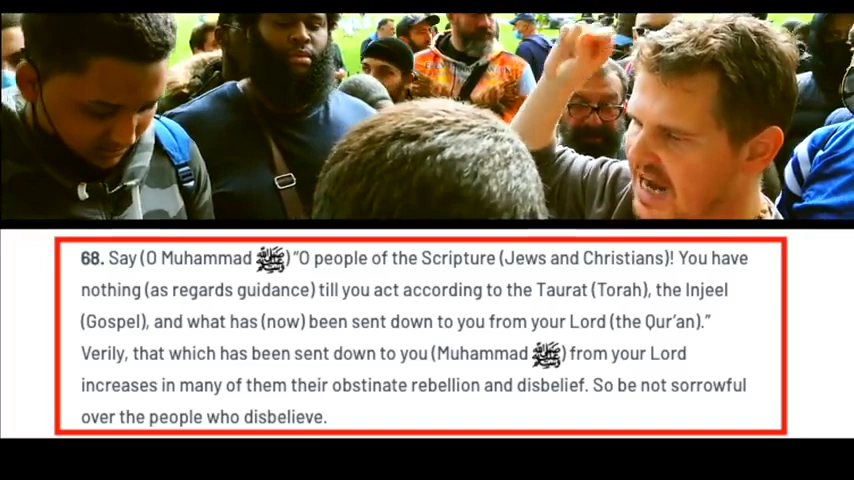 68. Say (O Muhammad ﷺ) "O people of the Scripture (Jews and Christians)! You have
nothing (as regards guidance) till you act according to the Taurat (Torah), the Injeel
(Gospel), and what has (now) been sent down to you from your Lord (the Qur'an)."
Verily, that which has been sent down to you (Muhammad ﷺ) from your Lord
increases in many of them their obstinate rebellion and disbelief. So be not sorrowful
over the people who disbelieve.